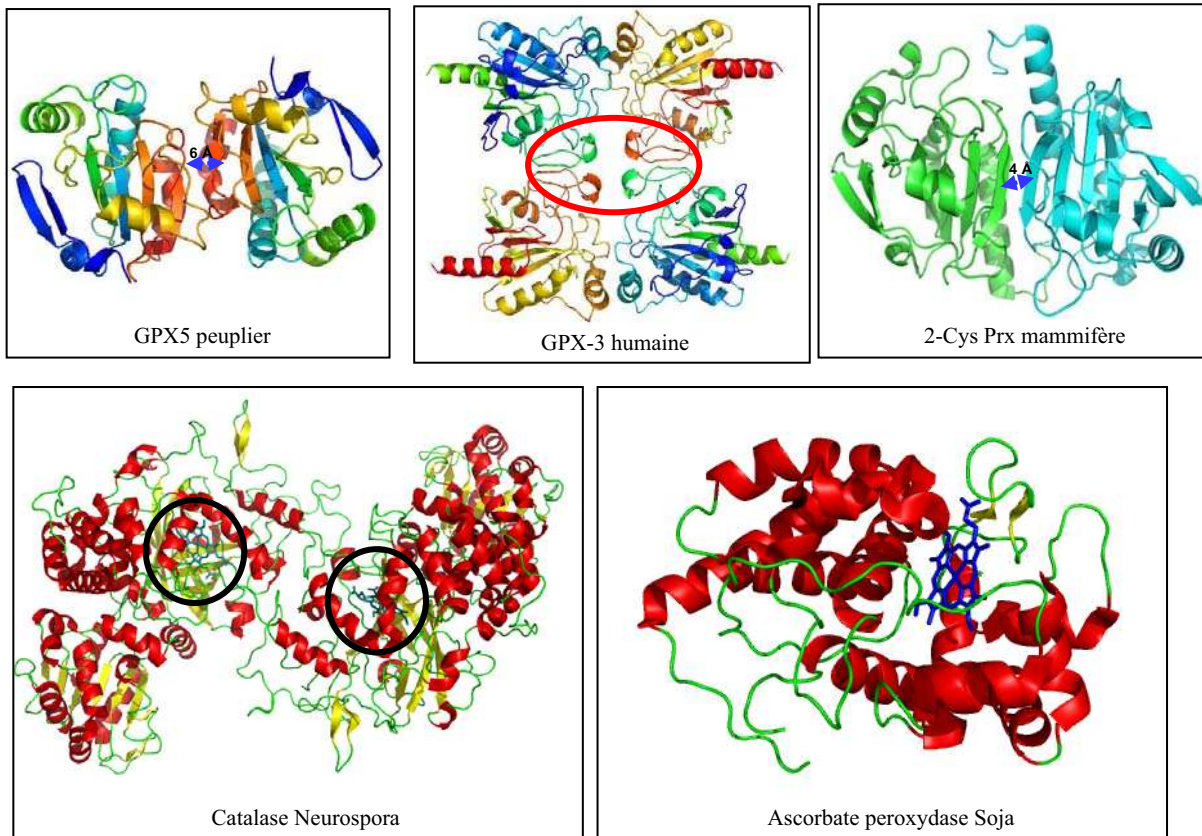 6 Å
GPX5 peuplier
GPX-3 humaine
4 Å
2-Cys Prx mammifère
Catalase Neurospora
Ascorbate peroxydase Soja